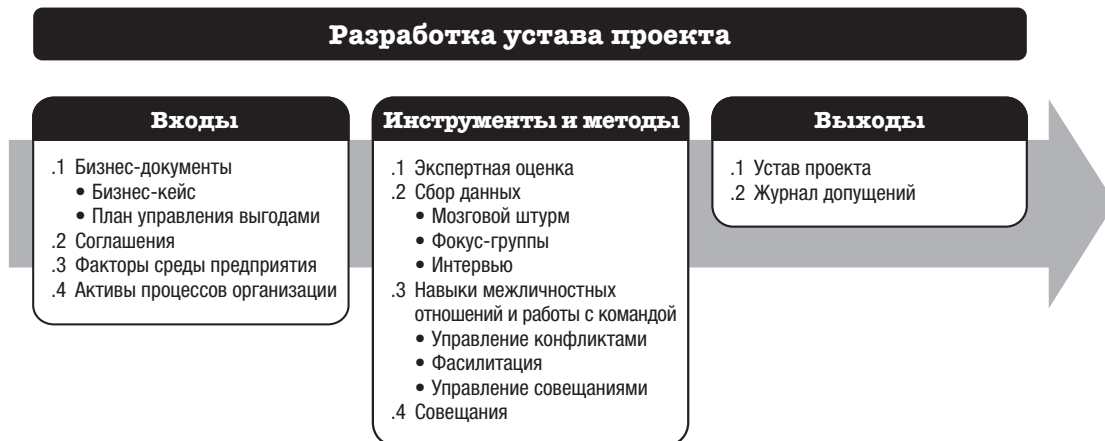 Разработка устава проекта
Входы
.1 Бизнес-документы
• Бизнес-кейс
• План управления выгодами
.2 Соглашения
.3 Факторы среды предприятия
.4 Активы процессов организации
Инструменты и методы
.1 Экспертная оценка
.2 Сбор данных
• Мозговой штурм
• Фокус-группы
• Интервью
.3 Навыки межличностных
отношений и работы с командой
• Управление конфликтами
• Фасилитация
• Управление совещаниями
.4 Совещания
Выходы
.1 Устав проекта
.2 Журнал допущений